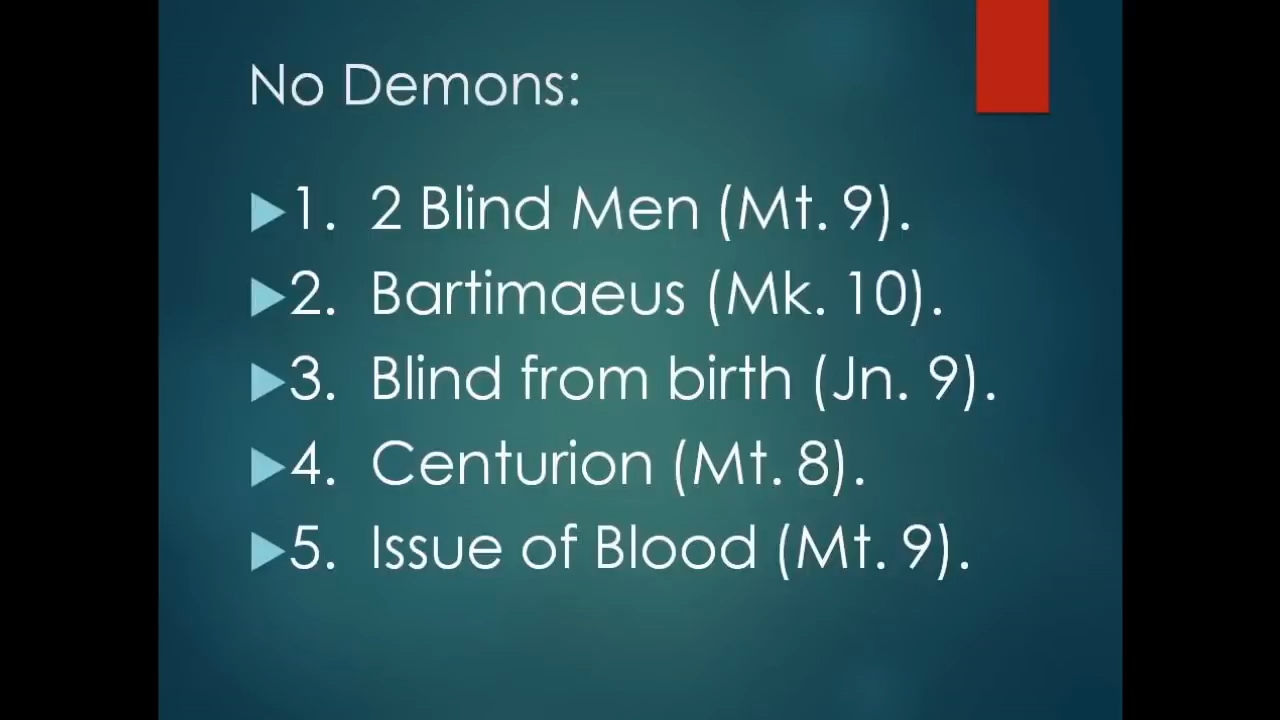 No Demons:
1. 2 Blind Men (Mt. 9).
2. Bartimaeus (Mk. 10).
3. Blind from birth (Jn. 9).
4. Centurion (Mt. 8).
5. Issue of Blood (Mt. 9).